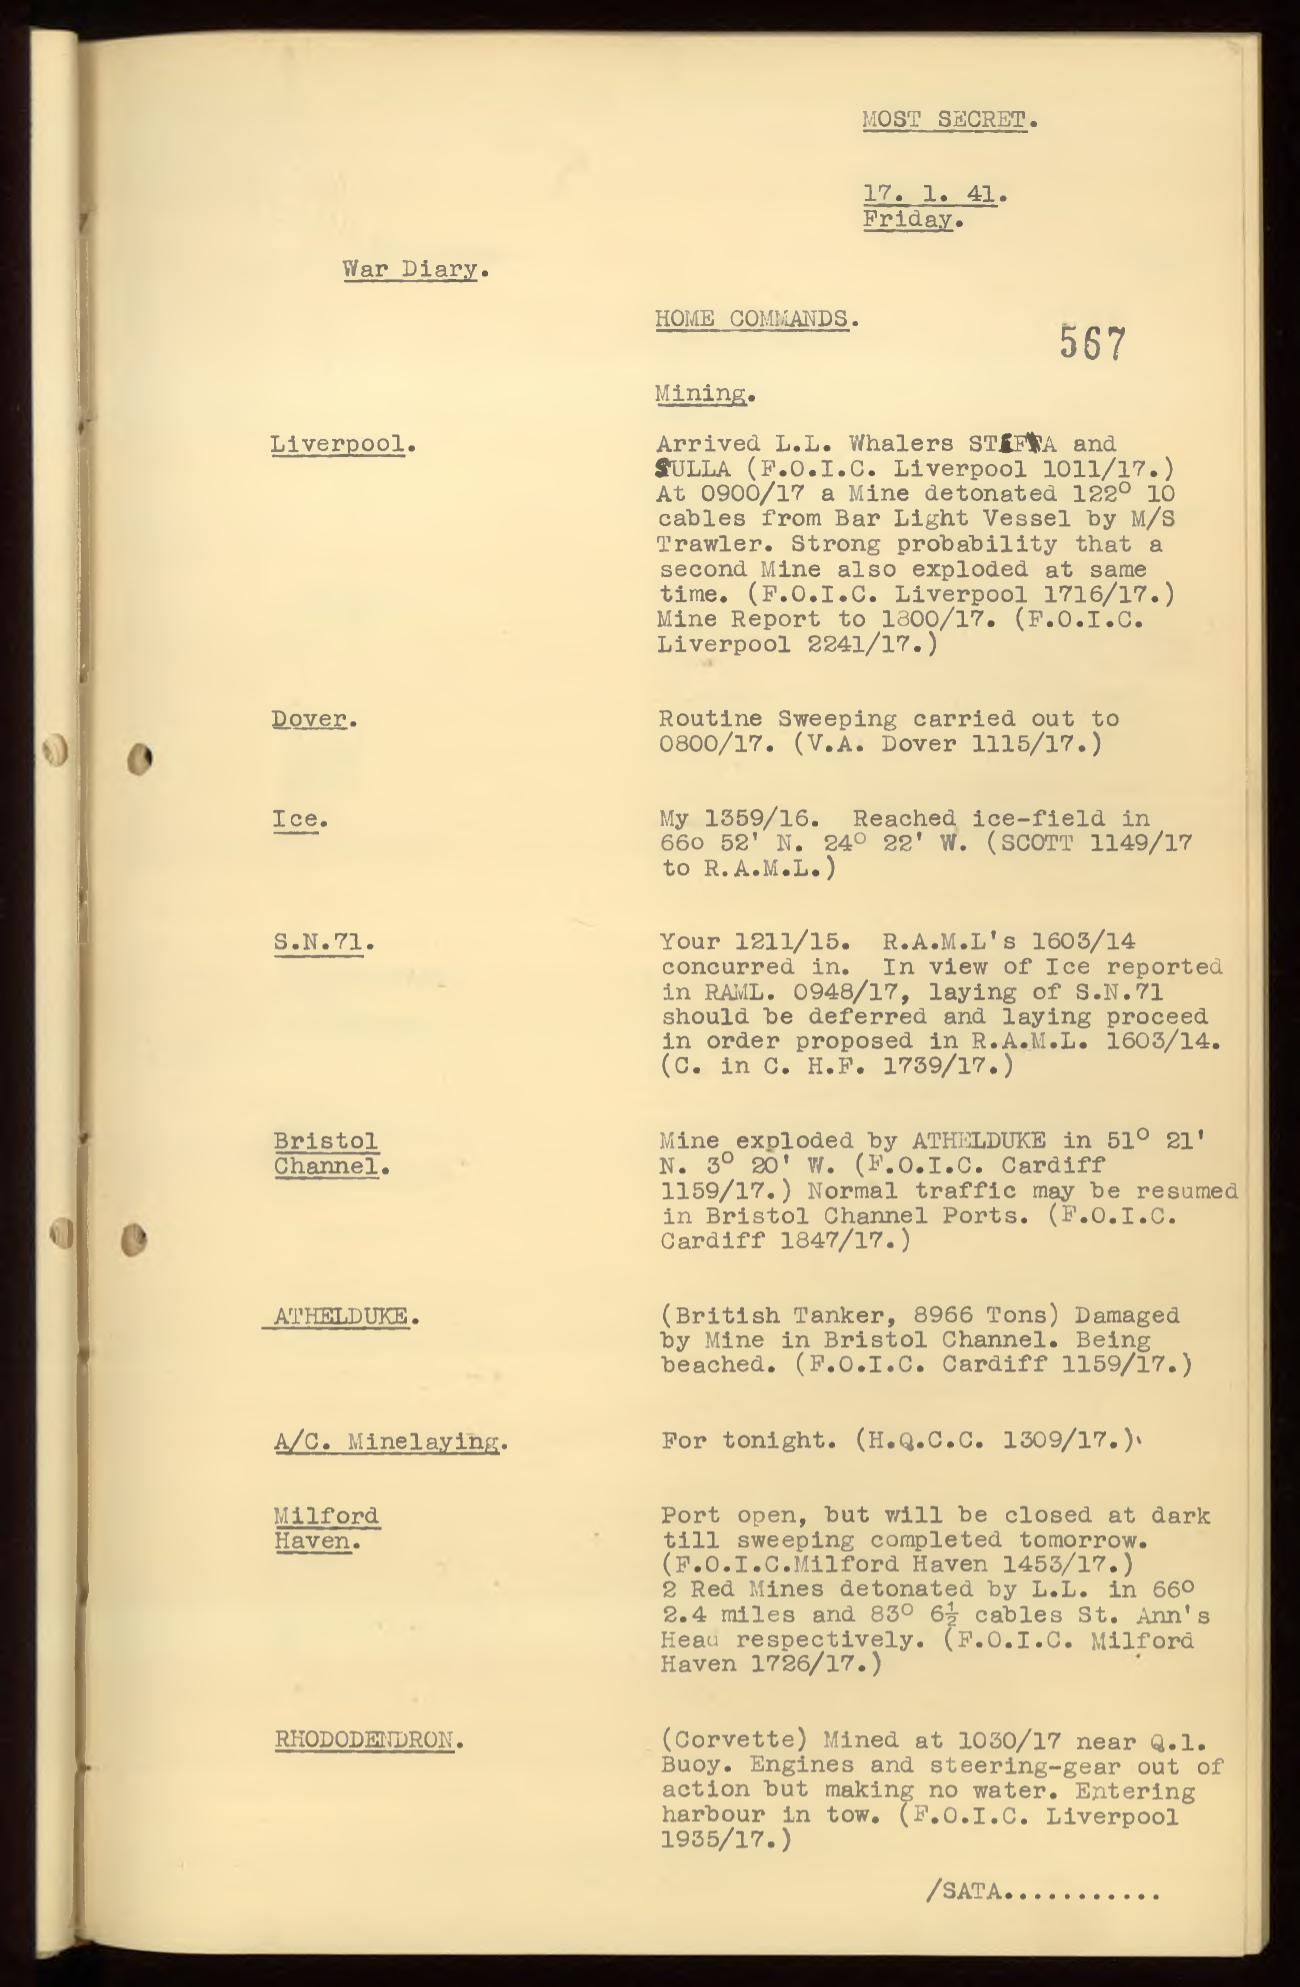 MOST SECRET.
17. 1. 41.
Friday.
War Diary.
HOME COMMANDS.
567
Mining.
Liverpool.
Arrived L.L. Whalers and
SULLA (F.O.I.C. Liverpool 1011/17.)
At 0900/17 a Mine detonated 122° 10
cables from Bar Light Vessel by M/S
Trawler. Strong probability that a
second Mine also exploded at same
time. (F.O.I.C. Liverpool 1716/17.)
Mine Report to 1800/17. (F.O.I.C.
Liverpool 2241/17.)
Dover.
Routine Sweeping carried out to
0800/17. (V.A. Dover 1115/17.)
Ice.
My 1359/16. Reached ice-field in
66o 52' N. 24° 22' W. (SCOTT 1149/17
to R.A.M.L.)
S.N.71.
Your 1211/15. R.A.M.L's 1603/14
concurred in. In view of Ice reported
in RAML. 0948/17, laying of S.N.71
should be deferred and laying proceed
in order proposed in R.A.M.L. 1603/14.
(C. in C. H.F. 1739/17.)
Bristol
Channel.
Mine exploded by ATHELDUKE in 51° 21'
N. 3° 20' W. (F.O.I.C. Cardiff
1159/17.) Normal traffic may be resumed
in Bristol Channel Ports. (F.O.I.C.
Cardiff 1847/17.)
ATHELDUKE.
(British Tanker, 8966 Tons) Damaged
by Mine in Bristol Channel. Being
beached. (F.O.I.C. Cardiff 1159/17.)
A/C. Minelaying.
For tonight. (H.Q.C.C. 1309/17.)
Milford
Haven.
Port open, but will be closed at dark
till sweeping completed tomorrow.
(F.O.I.C.Milford Haven 1453/17.)
2 Red Mines detonated by L.L. in 66o
2.4 miles and 83° 6½ cables St. Ann's
Head respectively. (F.O.I.C. Milford
Haven 1726/17.)
RHODODENDRON.
(Corvette) Mined at 1030/17 near Q.1.
Buoy. Engines and steering-gear out of
action but making no water. Entering
harbour in tow. (F.O.I.C. Liverpool
1935/17.)
/SATA...........